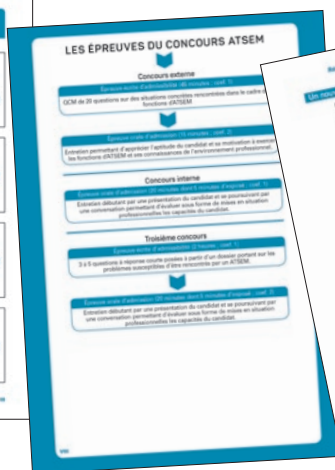 LES ÉPREUVES DU CONCOURS ATSEM
Concours externe
Épreuve écrite d'admissibilité (45 minutes ; coef. 1)
QCM de 20 questions sur des situations concrètes rencontrées dans le cadre
fonctions d'ATSEM.
Épreuve orale d'admission (15 minutes ; coef. 2)
Entretien permettant d'apprécier l'aptitude du candidat et sa motivation à exercer
les fonctions d'ATSEM et ses connaissances de l'environnement professionnel.
Concours interne
Épreuve orale d'admission (20 minutes dont 5 minutes d'exposé ; coef. 1)
Entretien débutant par une présentation du candidat et se poursuivant par
une conversation permettant d'évaluer sous forme de mises en situation
professionnelles les capacités du candidat.
Troisième concours
Épreuve écrite d'admissibilité (2 heures ; coef. 1)
3 à 5 questions à réponse courte posées à partir d'un dossier portant sur les
problèmes susceptibles d'être rencontrés par un ATSEM.
Épreuve orale d'admission (20 minutes dont 5 minutes d'exposé ; coef. 2)
Entretien débutant par une présentation du candidat et se poursuivant par
une conversation permettant d'évaluer sous forme de mises en situation
professionnelles les capacités du candidat.